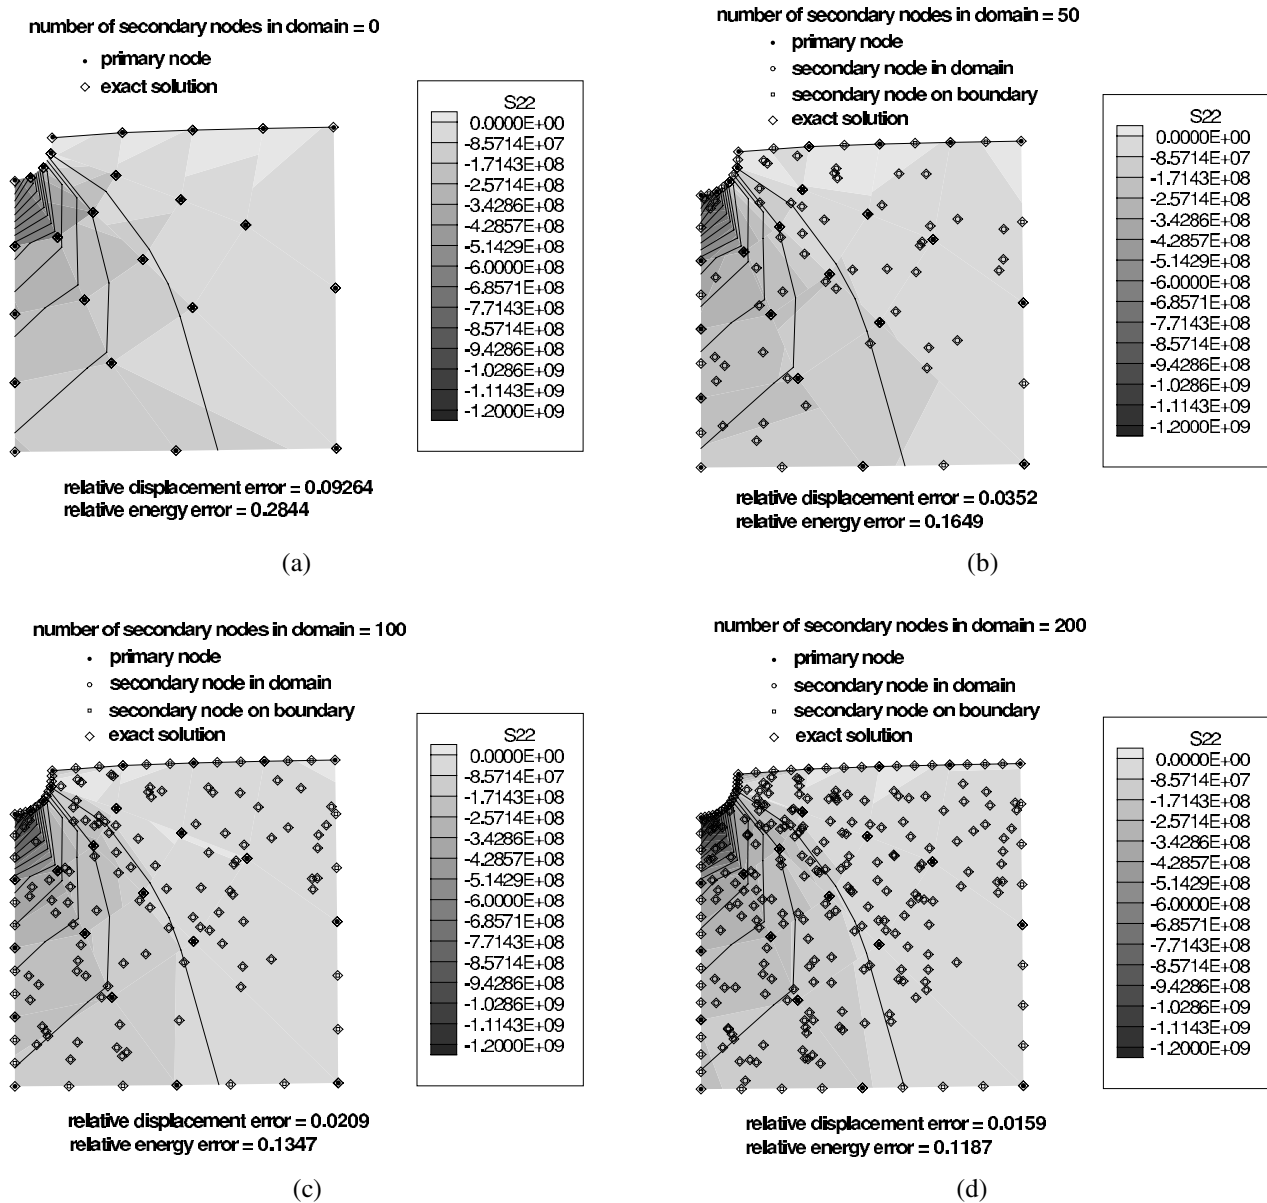 number of secondary nodes in domain = 0
primary node
exact solution
S22
0.0000E+00
-8.5714E+07
-1.7143E+08
-2.5714E+08
-3.4286E+08
-4.2857E+08
-5.1429E+08
-6.0000E+08
-6.8571E+08
-7.7143E+08
-8.5714E+08
-9.4286E+08
-1.0286E+09
-1.1143E+09
-1.2000E+09
relative displacement error = 0.09264
relative energy error = 0.2844
(a)
number of secondary nodes in domain = 50
primary node
secondary node in domain
secondary node on boundary
exact solution
S22
0.0000E+00
-8.5714E+07
-1.7143E+08
-2.5714E+08
-3.4286E+08
-4.2857E+08
-5.1429E+08
-6.0000E+08
-6.8571E+08
-7.7143E+08
-8.5714E+08
-9.4286E+08
-1.0286E+09
-1.1143E+09
-1.2000E+09
relative displacement error = 0.0352
relative energy error = 0.1649
(b)
number of secondary nodes in domain = 100
primary node
secondary node in domain
secondary node on boundary
exact solution
S22
0.0000E+00
-8.5714E+07
-1.7143E+08
-2.5714E+08
-3.4286E+08
-4.2857E+08
-5.1429E+08
-6.0000E+08
-6.8571E+08
-7.7143E+08
-8.5714E+08
-9.4286E+08
-1.0286E+09
-1.1143E+09
-1.2000E+09
relative displacement error = 0.0209
relative energy error = 0.1347
(c)
number of secondary nodes in domain = 200
primary node
secondary node in domain
secondary node on boundary
exact solution
S22
0.0000E+00
-8.5714E+07
-1.7143E+08
-2.5714E+08
-3.4286E+08
-4.2857E+08
-5.1429E+08
-6.0000E+08
-6.8571E+08
-7.7143E+08
-8.5714E+08
-9.4286E+08
-1.0286E+09
-1.1143E+09
-1.2000E+09
relative displacement error = 0.0159
relative energy error = 0.1187
(d)